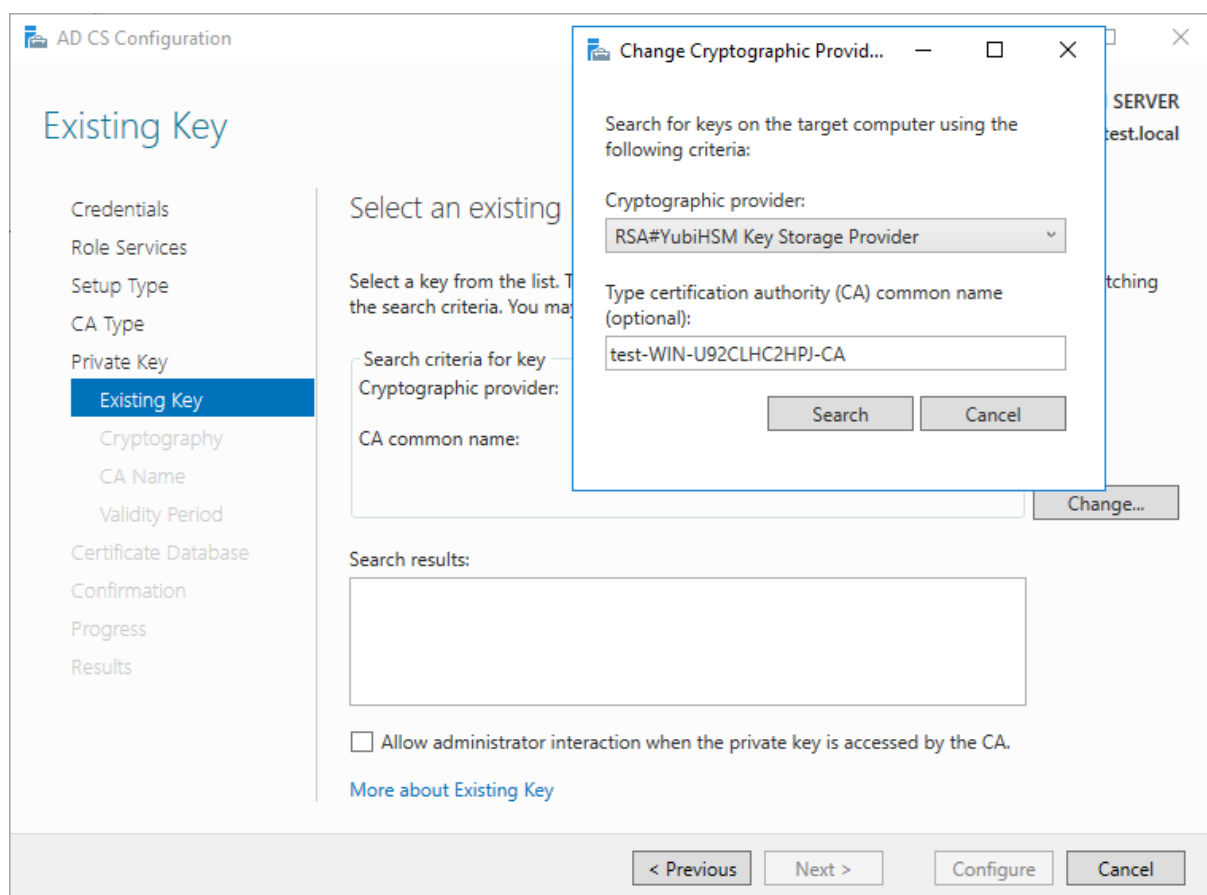 AD CS Configuration
Existing Key
SERVER
test.local
Credentials
Role Services
Setup Type
CA Type
Private Key
Existing Key
Cryptography
CA Name
Validity Period
Certificate Database
Confirmation
Progress
Results
Select an existing
Select a key from the list. T
tching
the search criteria. You may
Search criteria for key
Cryptographic provider:
CA common name:
Change...
Search results:
Allow administrator interaction when the private key is accessed by the CA.
More about Existing Key
< Previous
Next >
Configure
Cancel
Change Cryptographic Provid...
Search for keys on the target computer using the
following criteria:
Cryptographic provider:
RSA#YubiHSM Key Storage Provider
Type certification authority (CA) common name
(optional):
test-WIN-U92CLHC2HPJ-CA
Search
Cancel